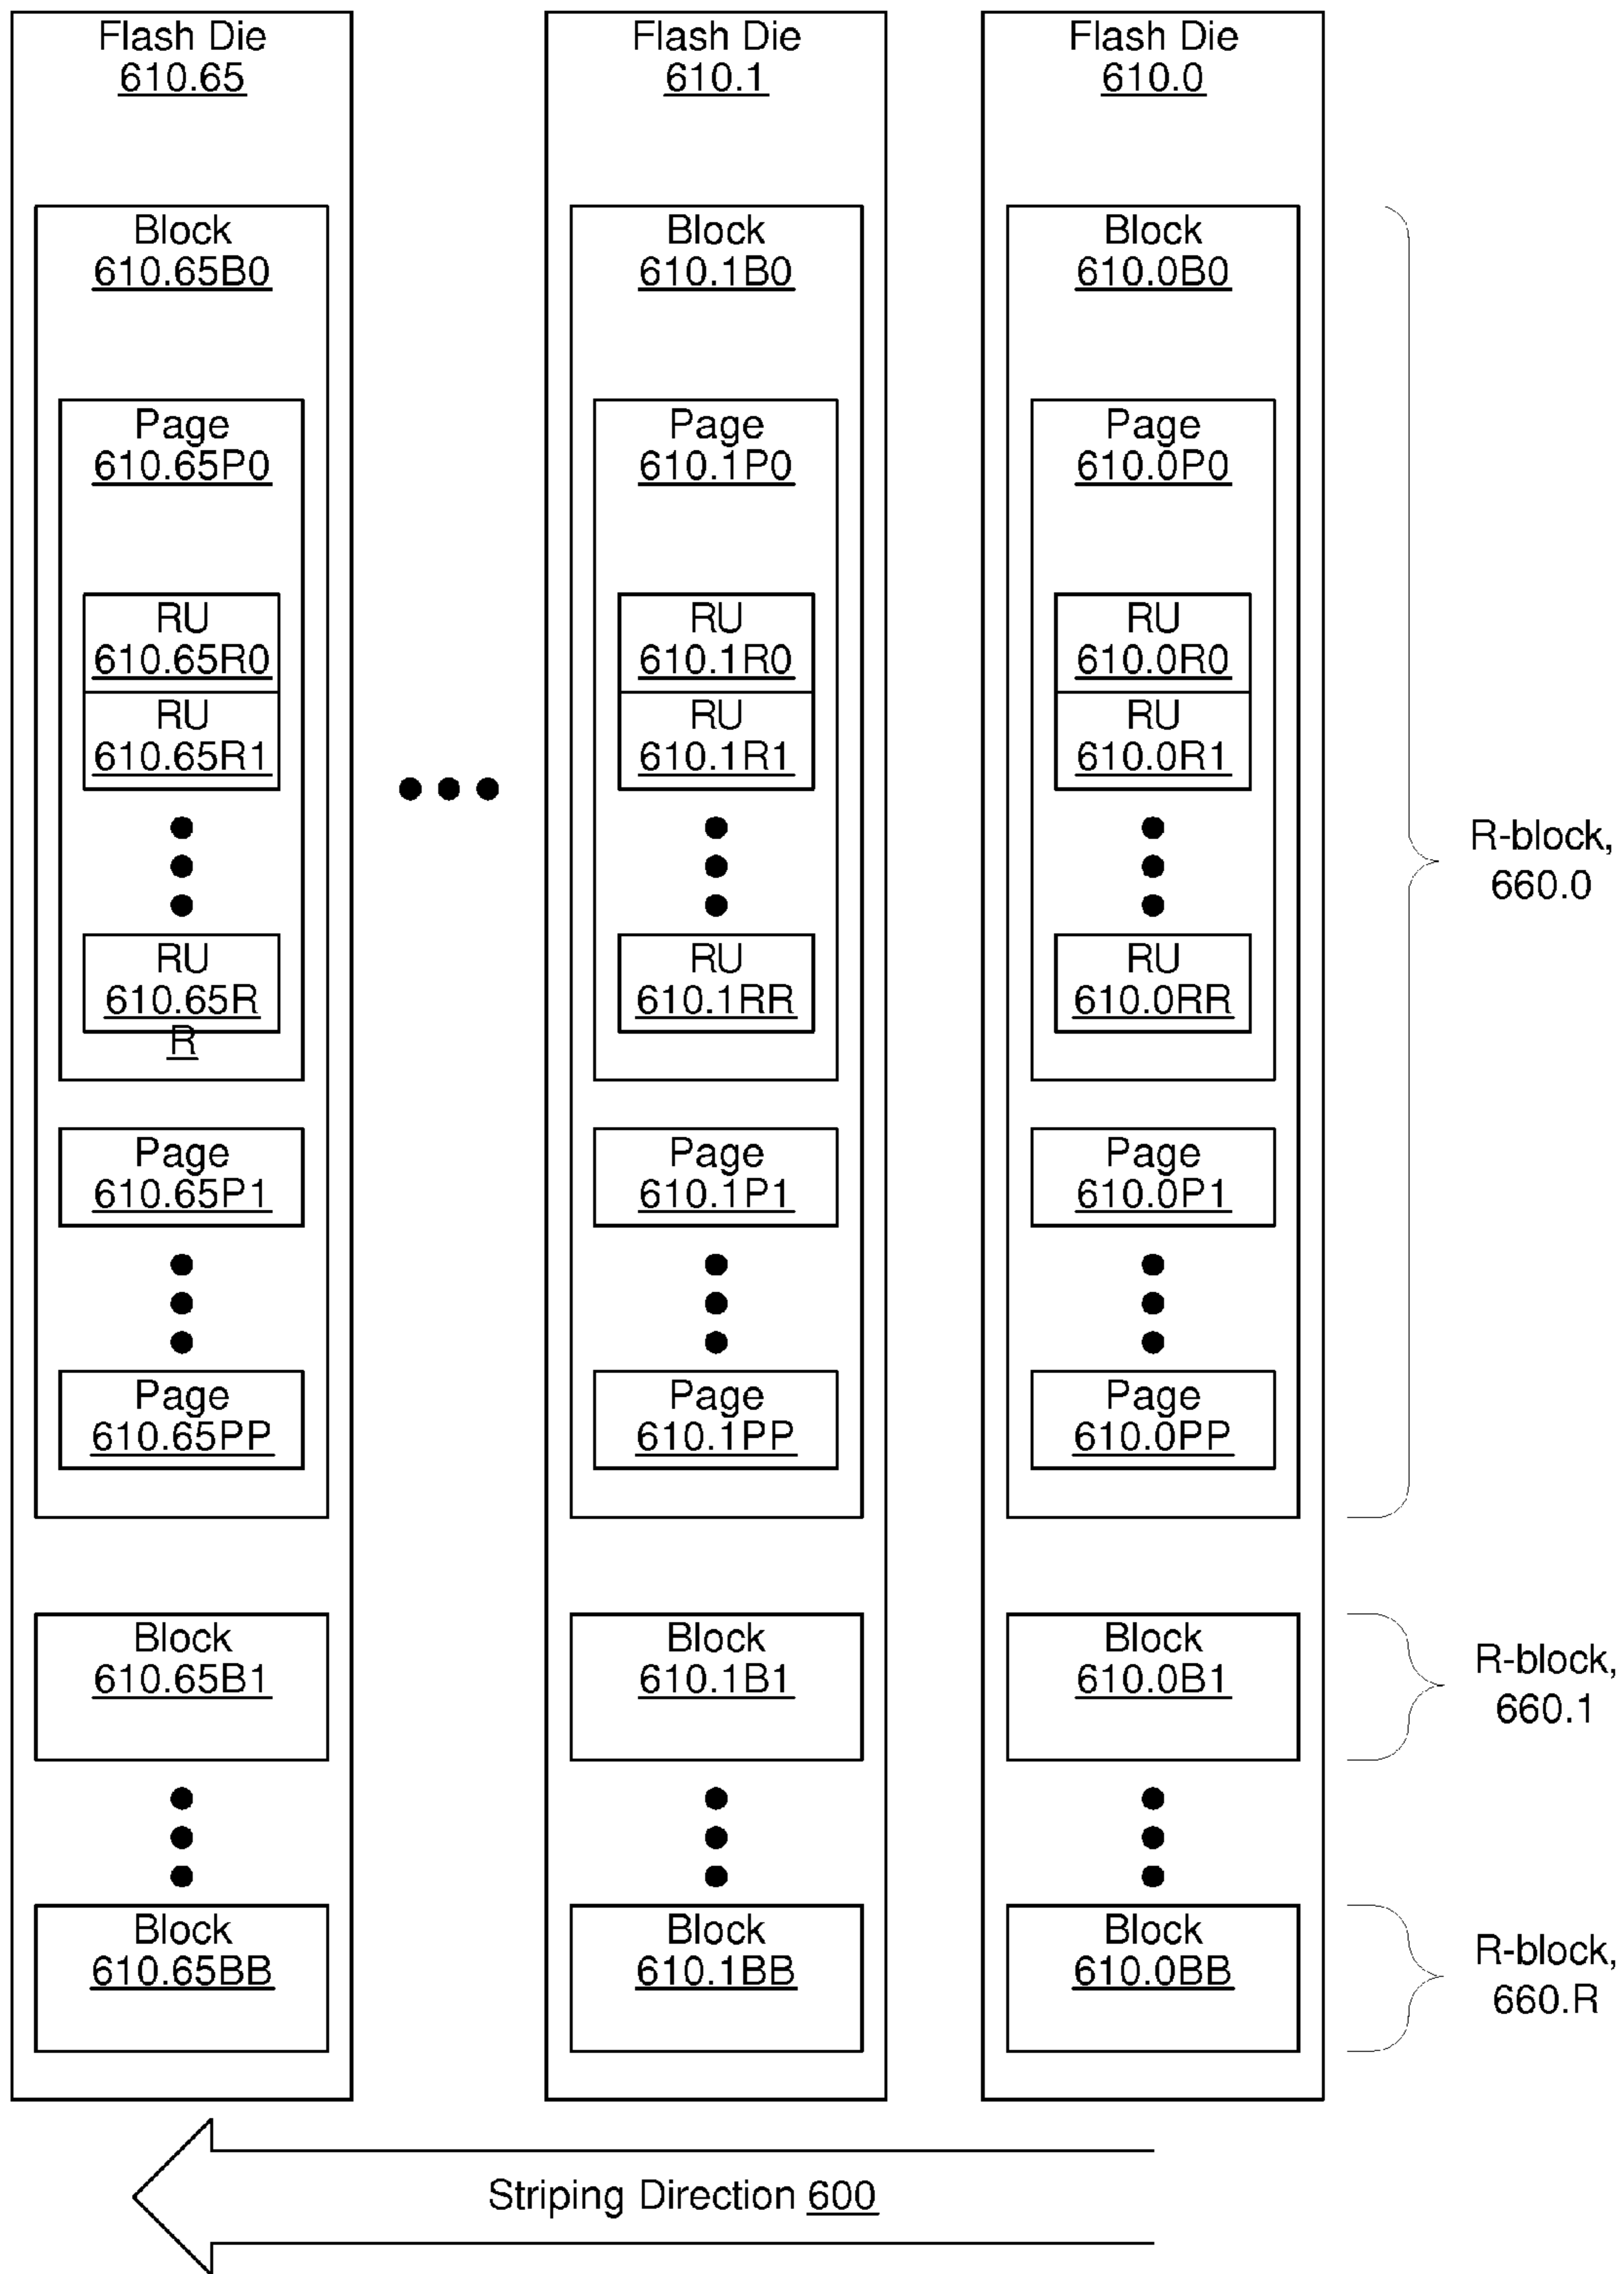 Flash Die
610.65
Flash Die
610.1
Flash Die
610.0
Block
610.65B0
Block
610.1B0
Block
610.0B0
Page
610.65P0
Page
610.1P0
Page
610.0P0
RU
610.65R0
RU
610.1R0
RU
610.0R0
RU
610.65R1
RU
610.1R1
RU
610.0R1
R-block,
660.0
RU
610.65R
R
RU
610.1RR
RU
610.0RR
Page
610.65P1
Page
610.1P1
Page
610.0P1
Page
610.65PP
Page
610.1PP
Page
610.0PP
Block
610.65B1
Block
610.1B1
Block
610.0B1
R-block,
660.1
Block
610.65BB
Block
610.1BB
Block
610.0BB
R-block,
660.R
Striping Direction 600